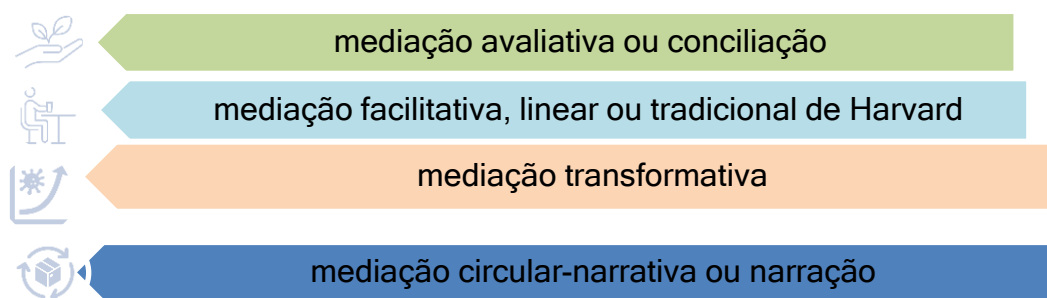 mediação avaliativa ou conciliação
mediação facilitativa, linear ou tradicional de Harvard
mediação transformativa
mediação circular-narrativa ou narração